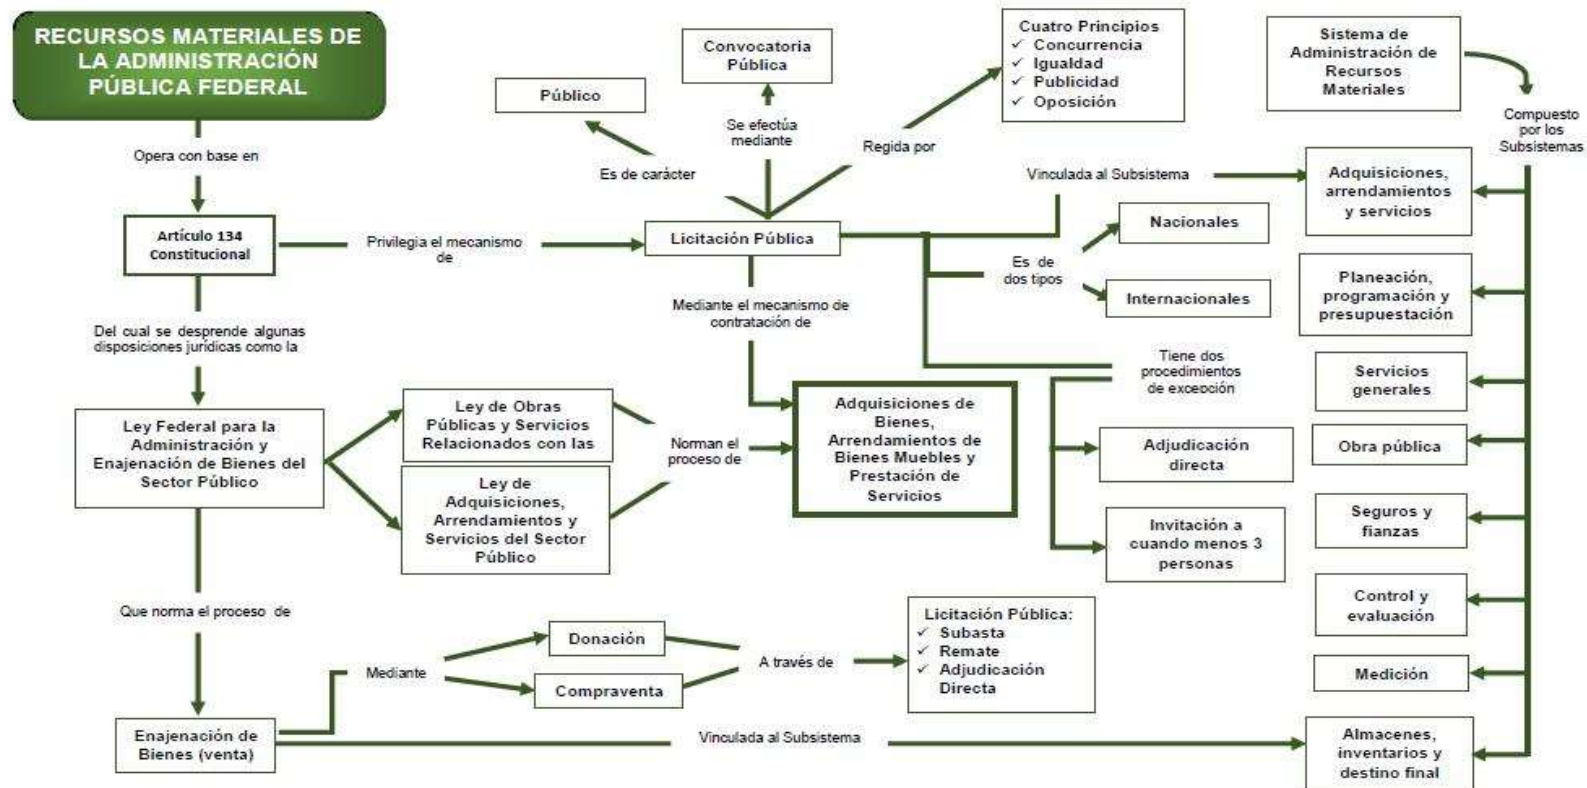 RECURSOS MATERIALES DE
LA ADMINISTRACIÓN
PÚBLICA FEDERAL
Opera con base en
Artículo 134
Constitucional
Privilegia el mecanismo
de
Del cual se desprende algunas
disposiciones jurídicas como la
Ley Federal para la
Administración y
Enajenación de Bienes del
Sector Público
Ley de Obras
Públicas y Servicios
Relacionados con las
Ley de
Adquisiciones,
Arrendamientos y
Servicios del Sector
Público
Norman el
proceso de
Que norma el proceso de
Enajenación de
Bienes (venta)
Mediante
Donación
Compraventa
A través de
Licitación Pública:
✓ Subasta
✓ Remate
✓ Adjudicación
Directa
Vinculada al Subsistema
Público
Es de carácter
Convocatoria
Pública
Se efectúa
mediante
Cuatro Principios
✓ Concurrencia
✓ Igualdad
✓ Publicidad
✓ Oposición
Regida por
Licitación Pública
Mediante el mecanismo de
contratación de
Adquisiciones de
Bienes,
Arrendamientos de
Bienes Muebles y
Prestación de
Servicios
Vinculada al Subsistema
Es de
dos tipos
Nacionales
Internacionales
Tiene dos
procedimientos
de excepción
Adjudicación
directa
Invitación a
cuando menos 3
personas
Sistema de
Administración de
Recursos
Materiales
Compuesto
por los
Subsistemas
Adquisiciones,
arrendamientos
y servicios
Planeación,
programación y
presupuestación
Servicios
generales
Obra pública
Seguros y
fianzas
Control y
evaluación
Medición
Almacenes,
inventarios y
destino final